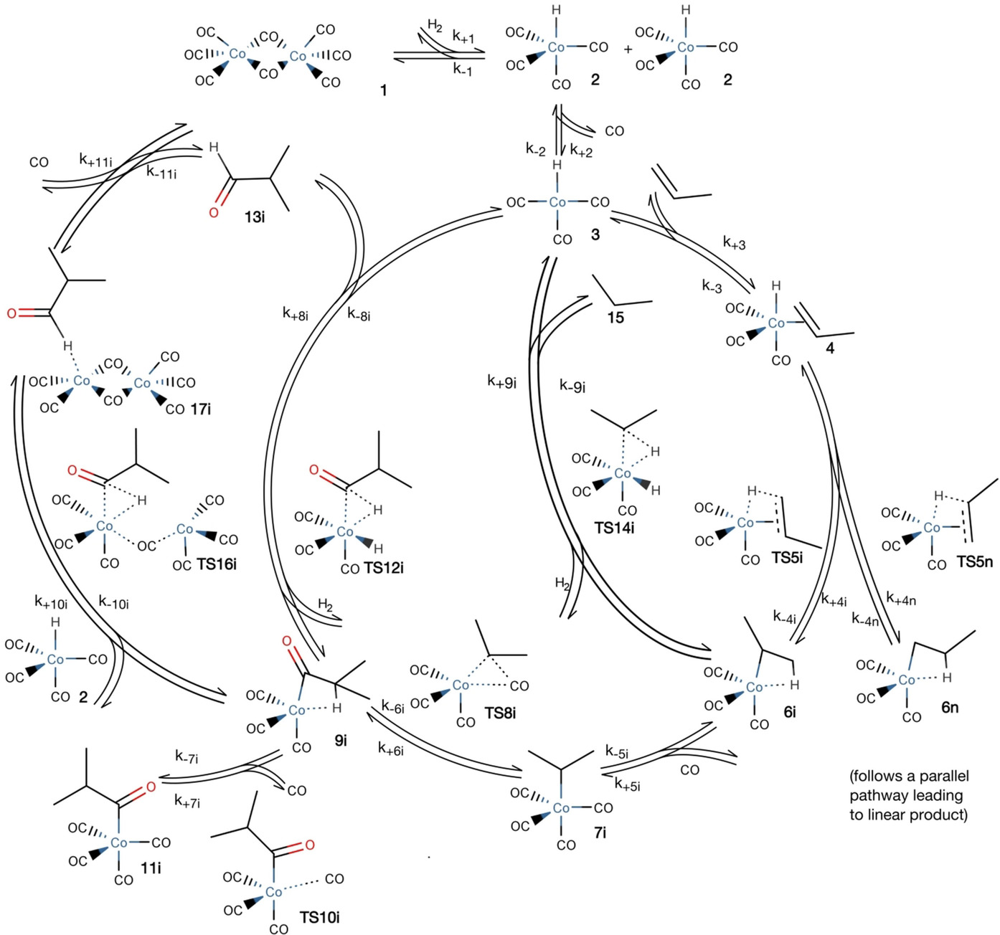 H H
H2 k+1
OC CO CO OC OC
OC Co Co CO Co CO + Co CO
OC CO CO k-1 OC OC
1 CO 2 CO 2
CO
k-2 k+2
CO k+11i k-11i H
H
O 13i
OC Co CO
CO 3
k+3
k-3
H
O
H
k+8i k-8i
15
OC
OC Co
CO 4
CO CO
OC Co Co CO
OC CO CO 17i
k+9i k-9i
O H
OC CO
OC Co OC Co CO
CO OC TS16i
O H
OC Co
OC H
CO TS12i
H
OC Co
OC H
CO
TS14i
H
OC Co
OC
CO TS5i
H
OC Co
OC
CO TS5n
k+10i k-10i
H
OC Co CO
OC
CO 2
H2
H2
k-4i k+4i
k-4n k+4n
O
OC Co H
OC
CO 9i
OC Co CO
OC
CO TS8i
OC Co H
OC
CO 6i
OC Co H
OC
CO 6n
k-6i
k+6i
k-7i
k+7i
CO
k-5i
k+5i
CO
O
OC Co CO
OC
CO 11i
O
OC Co CO
OC
CO TS10i
OC Co CO
OC
CO 7i
(follows a parallel
pathway leading
to linear product)